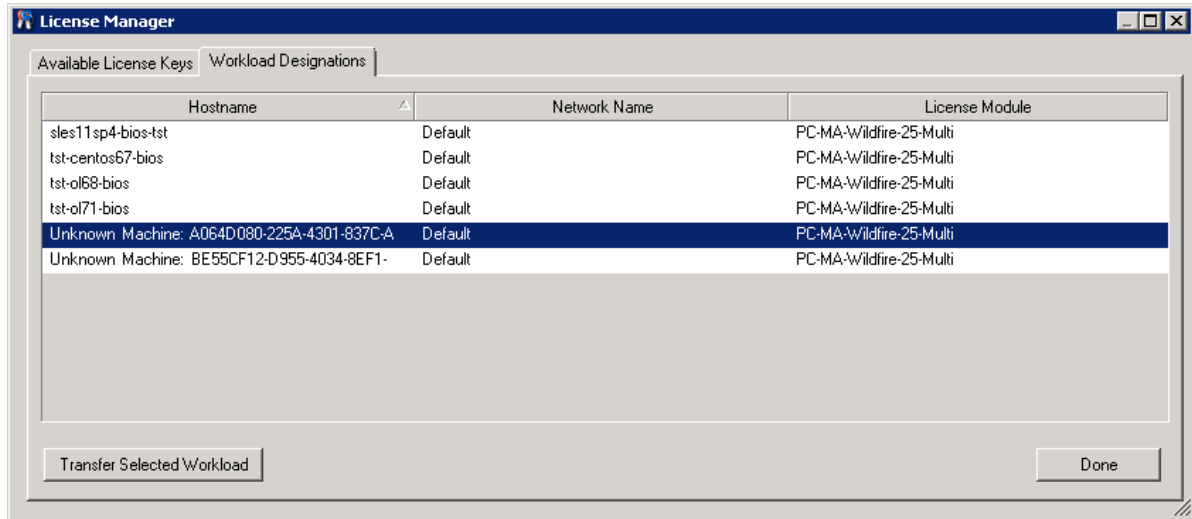 License Manager
Available License Keys Workload Designations
Hostname Network Name License Module
sles11sp4-bios-tst Default PC-MA-Wildfire-25-Multi
tst-centos67-bios Default PC-MA-Wildfire-25-Multi
tst-ol68-bios Default PC-MA-Wildfire-25-Multi
tst-ol71-bios Default PC-MA-Wildfire-25-Multi
Unknown Machine: A064D080-225A-4301-837C-A Default PC-MA-Wildfire-25-Multi
Unknown Machine: BE55CF12-D955-4034-8EF1- Default PC-MA-Wildfire-25-Multi
Transfer Selected Workload Done